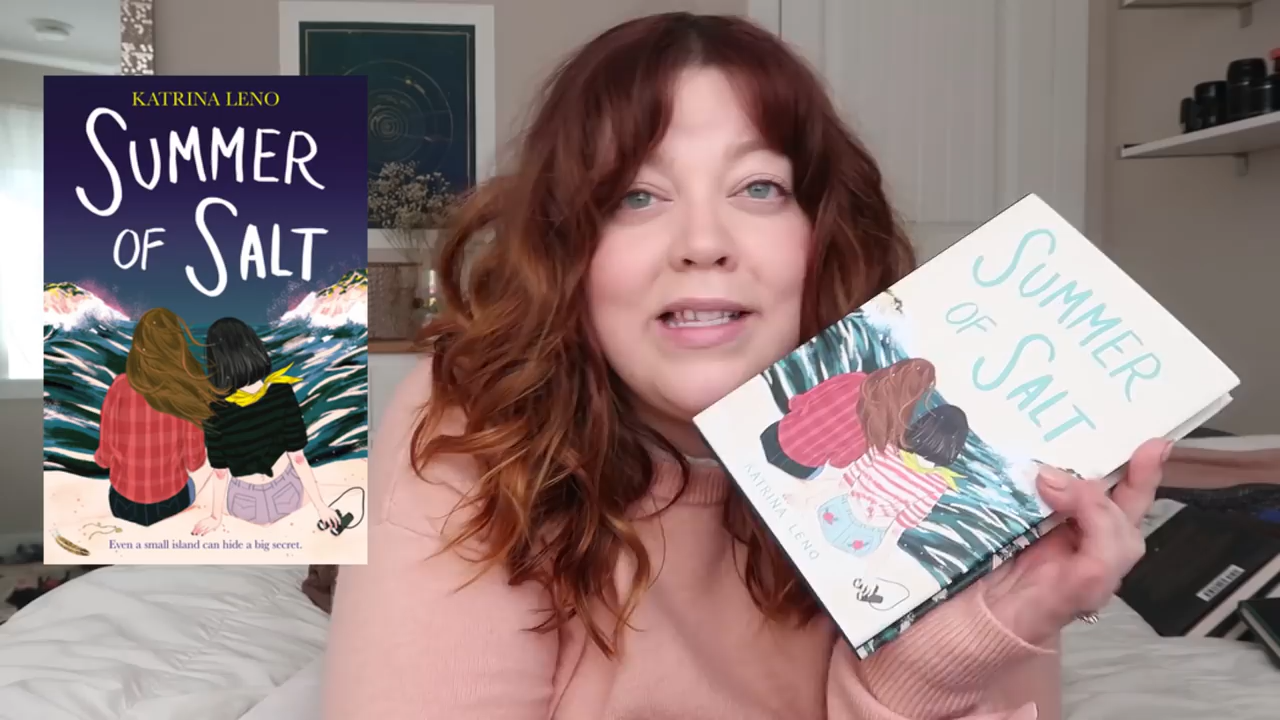 KATRINA LENO
SUMMER
OF SALT
Even a small island can hide a big secret.
SUMMER
OF
SALT
KATRINA LENO